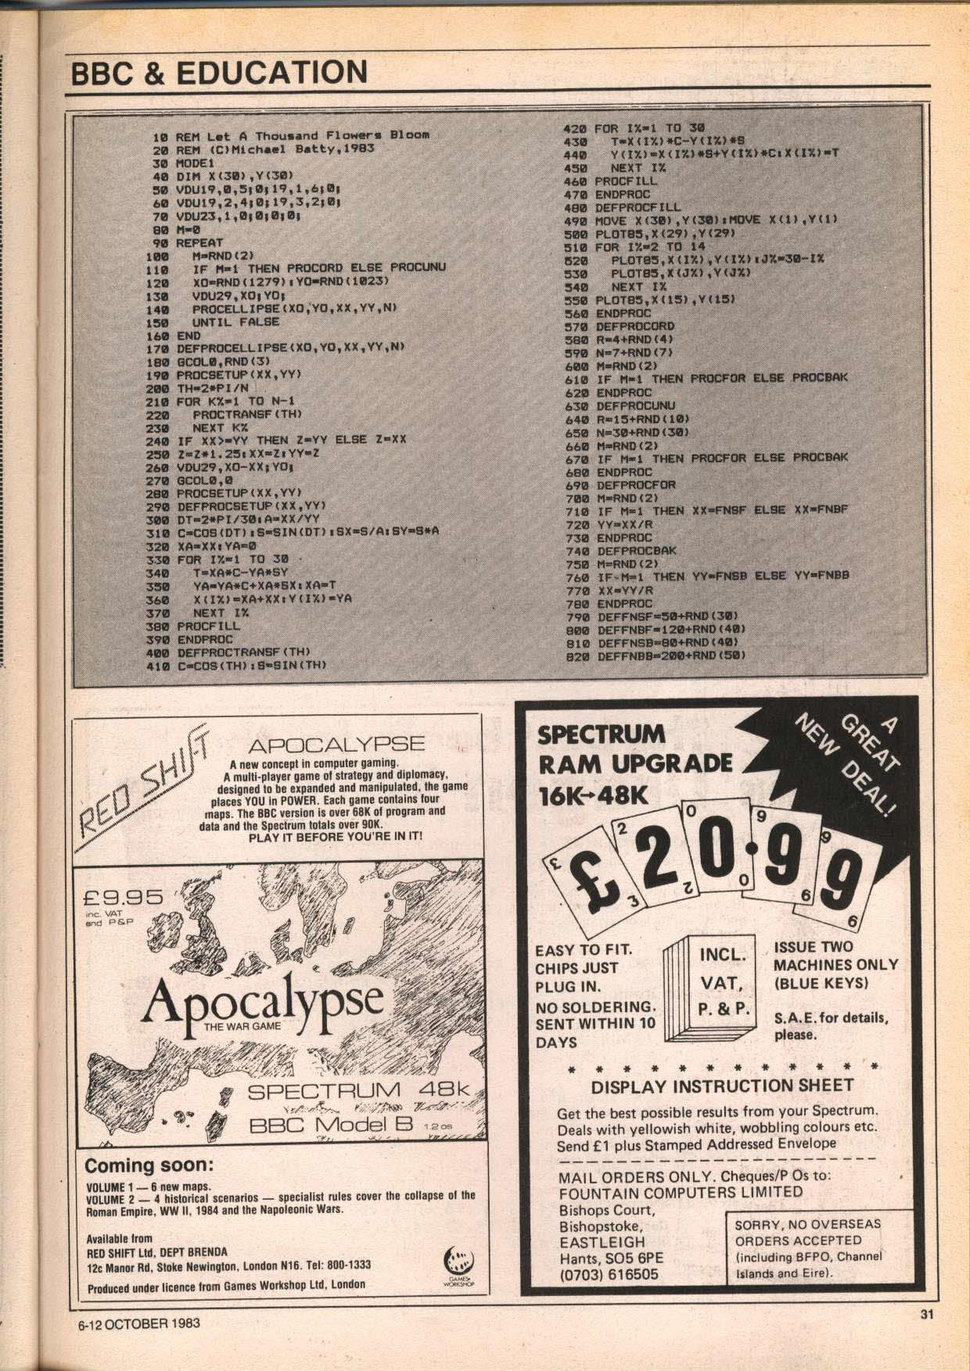 BBC & EDUCATION
10 REM Let A Thousand Flowers Bloom
20 REM (C)Michael Batty,1983
30 MODE1
40 DIM X(30),Y(30)
50 VDU19,0,5;0;19,1,6;0;
60 VDU19,2,4;0;19,3,2;0;
70 VDU23,1,0;0;0;0;
80 M=0
90 REPEAT
100 M=RND(2)
110 IF M=1 THEN PROCORD ELSE PROCUNU
120 XO=RND(1279):YO=RND(1023)
130 VDU29,XO;YO;
140 PROCELLIPSE(XO,YO,XX,YY,N)
150 UNTIL FALSE
160 END
170 DEFPROCELLIPSE(XO,YO,XX,YY,N)
180 GCOL0,RND(3)
190 PROCSETUP(XX,YY)
200 TH=2*PI/N
210 FOR K%=1 TO N-1
220 PROCTRANSF(TH)
230 NEXT K%
240 IF XX>=YY THEN Z=YY ELSE Z=XX
250 Z=Z*1.25:XX=Z:YY=Z
260 VDU29,XO-XX;YO;
270 GCOL0,0
280 PROCSETUP(XX,YY)
290 DEFPROCSETUP(XX,YY)
300 DT=2*PI/30:A=XX/YY
310 C=COS(DT):S=SIN(DT):SX=S/A:SY=S*A
320 XA=XX:YA=0
330 FOR I%=1 TO 30
340 T=XA*C-YA*SY
350 YA=YA*C+XA*SX:XA=T
360 X(I%)=XA+XX:Y(I%)=YA
370 NEXT I%
380 PROCFILL
390 ENDPROC
400 DEFPROCTRANSF(TH)
410 C=COS(TH):S=SIN(TH)
420 FOR I%=1 TO 30
430 T=X(I%)*C-Y(I%)*S
440 Y(I%)=X(I%)*S+Y(I%)*C:X(I%)=T
450 NEXT I%
460 PROCFILL
470 ENDPROC
480 DEFPROCFILL
490 MOVE X(30),Y(30):MOVE X(1),Y(1)
500 PLOT85,X(29),Y(29)
510 FOR I%=2 TO 14
520 PLOT85,X(I%),Y(I%):J%=30-I%
530 PLOT85,X(J%),Y(J%)
540 NEXT I%
550 PLOT85,X(15),Y(15)
560 ENDPROC
570 DEFPROCORD
580 R=4+RND(4)
590 N=7+RND(7)
600 M=RND(2)
610 IF M=1 THEN PROCFOR ELSE PROCBAK
620 ENDPROC
630 DEFPROCUNU
640 R=15+RND(10)
650 N=30+RND(30)
660 M=RND(2)
670 IF M=1 THEN PROCFOR ELSE PROCBAK
680 ENDPROC
690 DEFPROCFOR
700 M=RND(2)
710 IF M=1 THEN XX=FNSF ELSE XX=FNBF
720 YY=XX/R
730 ENDPROC
740 DEFPROCBAK
750 M=RND(2)
760 IF M=1 THEN YY=FNSB ELSE YY=FNBB
770 XX=YY/R
780 ENDPROC
790 DEFFNSF=50+RND(30)
800 DEFFNBF=120+RND(40)
810 DEFFNSB=80+RND(40)
820 DEFFNBB=200+RND(50)
RED SHIFT
APOCALYPSE
A new concept in computer gaming.
A multi-player game of strategy and diplomacy,
designed to be expanded and manipulated, the game
places YOU in POWER. Each game contains four
maps. The BBC version is over 68K of program and
data and the Spectrum totals over 90K.
PLAY IT BEFORE YOU'RE IN IT!
£9.95
inc. VAT
and P&P
Apocalypse
THE WAR GAME
SPECTRUM 48k
BBC Model B 1.2 os
Coming soon:
VOLUME 1 — 6 new maps.
VOLUME 2 — 4 historical scenarios — specialist rules cover the collapse of the
Roman Empire, WW II, 1984 and the Napoleonic Wars.
Available from
RED SHIFT Ltd, DEPT BRENDA
12c Manor Rd, Stoke Newington, London N16. Tel: 800-1333
Produced under licence from Games Workshop Ltd, London
GAMES
WORKSHOP
SPECTRUM
RAM UPGRADE
16K→48K
A
GREAT
NEW DEAL!
£20.99
EASY TO FIT.
CHIPS JUST
PLUG IN.
NO SOLDERING.
SENT WITHIN 10
DAYS
INCL.
VAT,
P. & P.
ISSUE TWO
MACHINES ONLY
(BLUE KEYS)
S.A.E. for details,
please.
* * * * * * * * * * * *
DISPLAY INSTRUCTION SHEET
Get the best possible results from your Spectrum.
Deals with yellowish white, wobbling colours etc.
Send £1 plus Stamped Addressed Envelope
MAIL ORDERS ONLY. Cheques/P Os to:
FOUNTAIN COMPUTERS LIMITED
Bishops Court,
Bishopstoke,
EASTLEIGH
Hants, SO5 6PE
(0703) 616505
SORRY, NO OVERSEAS
ORDERS ACCEPTED
(including BFPO, Channel
Islands and Eire).
6-12 OCTOBER 1983
31